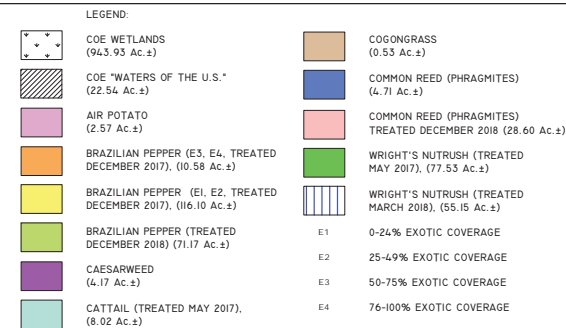 LEGEND:
COE WETLANDS
(943.93 Ac.±)
COE "WATERS OF THE U.S."
(22.54 Ac.±)
AIR POTATO
(2.57 Ac.±)
BRAZILIAN PEPPER (E3, E4, TREATED
DECEMBER 2017), (10.58 Ac.±)
BRAZILIAN PEPPER (E1, E2, TREATED
DECEMBER 2017), (116.10 Ac.±)
BRAZILIAN PEPPER (TREATED
DECEMBER 2018) (71.17 Ac.±)
CAESARWEED
(4.17 Ac.±)
CATTAIL (TREATED MAY 2017),
(8.02 Ac.±)
COGONGRASS
(0.53 Ac.±)
COMMON REED (PHRAGMITES)
(4.71 Ac.±)
COMMON REED (PHRAGMITES)
TREATED DECEMBER 2018 (28.60 Ac.±)
WRIGHT'S NUTRUSH (TREATED
MAY 2017), (77.53 Ac.±)
WRIGHT'S NUTRUSH (TREATED
MARCH 2018), (55.15 Ac.±)
E1 0-24% EXOTIC COVERAGE
E2 25-49% EXOTIC COVERAGE
E3 50-75% EXOTIC COVERAGE
E4 76-100% EXOTIC COVERAGE